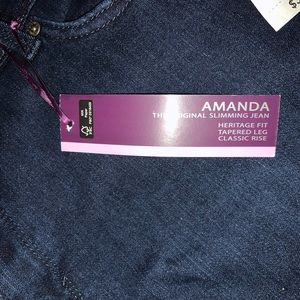 AMANDA
THE ORIGINAL SLIMMING JEAN
HERITAGE FIT
TAPERED LEG
CLASSIC RISE